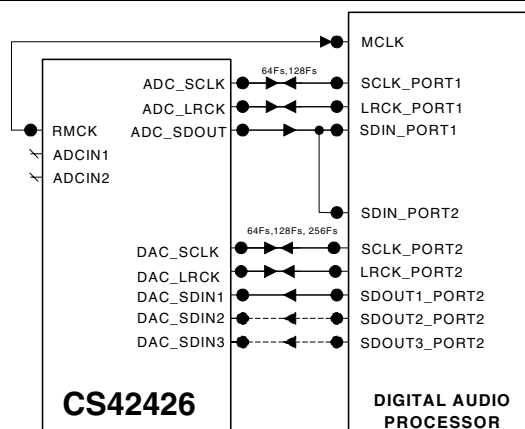 MCLK
64Fs,128Fs
ADC_SCLK
SCLK_PORT1
ADC_LRCK
LRCK_PORT1
RMCK
ADC_SDOUT
SDIN_PORT1
ADCIN1
ADCIN2
SDIN_PORT2
64Fs,128Fs, 256Fs
DAC_SCLK
SCLK_PORT2
DAC_LRCK
LRCK_PORT2
DAC_SDIN1
SDOUT1_PORT2
DAC_SDIN2
SDOUT2_PORT2
DAC_SDIN3
SDOUT3_PORT2
CS42426
DIGITAL AUDIO
PROCESSOR